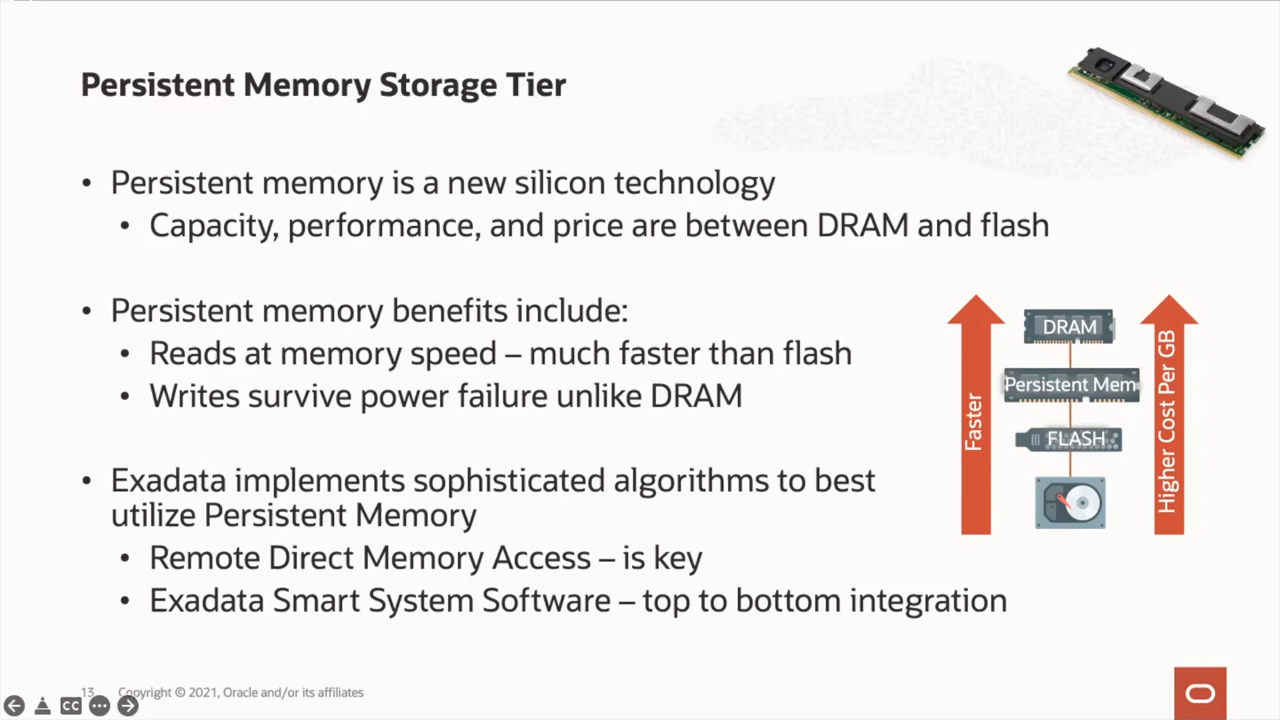 Persistent Memory Storage Tier
• Persistent memory is a new silicon technology
• Capacity, performance, and price are between DRAM and flash
• Persistent memory benefits include:
• Reads at memory speed – much faster than flash
• Writes survive power failure unlike DRAM
• Exadata implements sophisticated algorithms to best
utilize Persistent Memory
• Remote Direct Memory Access – is key
• Exadata Smart System Software – top to bottom integration
Faster
DRAM
Persistent Mem
FLASH
Higher Cost Per GB
13 Copyright © 2021, Oracle and/or its affiliates
CC